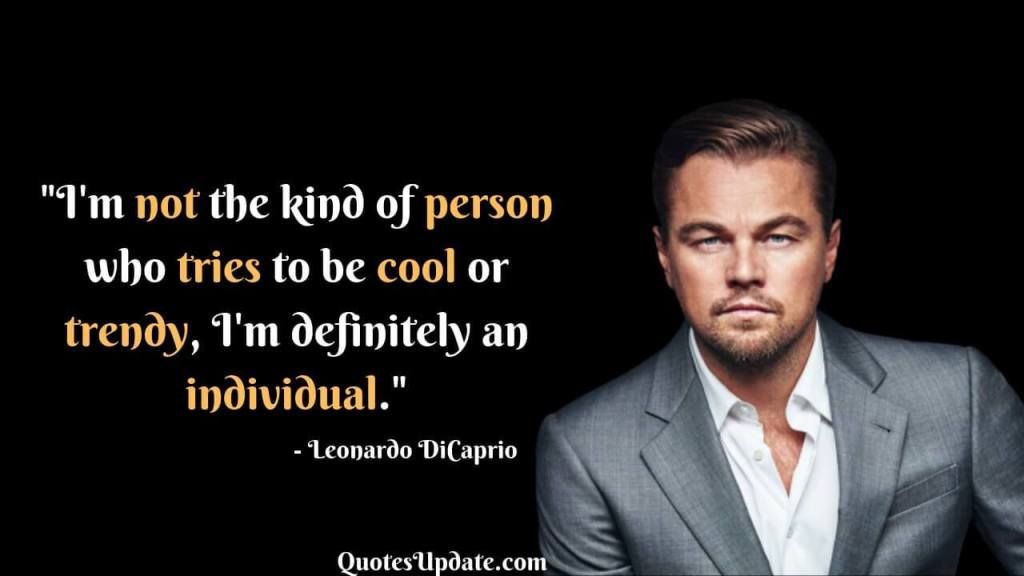 "I'm not the kind of person
who tries to be cool or
trendy, I'm definitely an
individual."
- Leonardo DiCaprio
QuotesUpdate.com